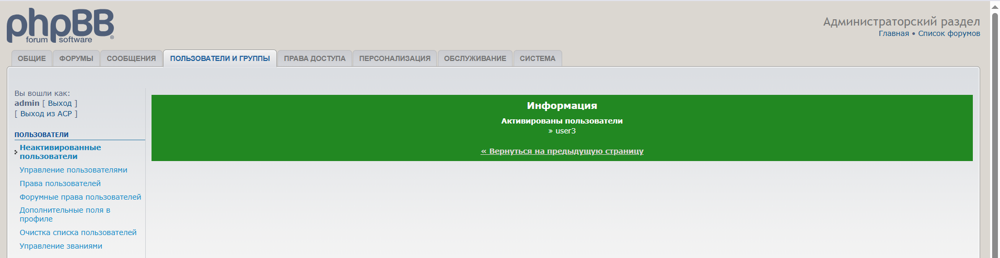 phpBB
forum software ®
Администраторский раздел
Главная • Список форумов
ОБЩИЕ ФОРУМЫ СООБЩЕНИЯ ПОЛЬЗОВАТЕЛИ И ГРУППЫ ПРАВА ДОСТУПА ПЕРСОНАЛИЗАЦИЯ ОБСЛУЖИВАНИЕ СИСТЕМА
Вы вошли как:
admin [ Выход ]
[ Выход из ACP ]
ПОЛЬЗОВАТЕЛИ
Неактивированные
пользователи
Управление пользователями
Права пользователей
Форумные права пользователей
Дополнительные поля в
профиле
Очистка списка пользователей
Управление званиями
Информация
Активированы пользователи
» user3
« Вернуться на предыдущую страницу